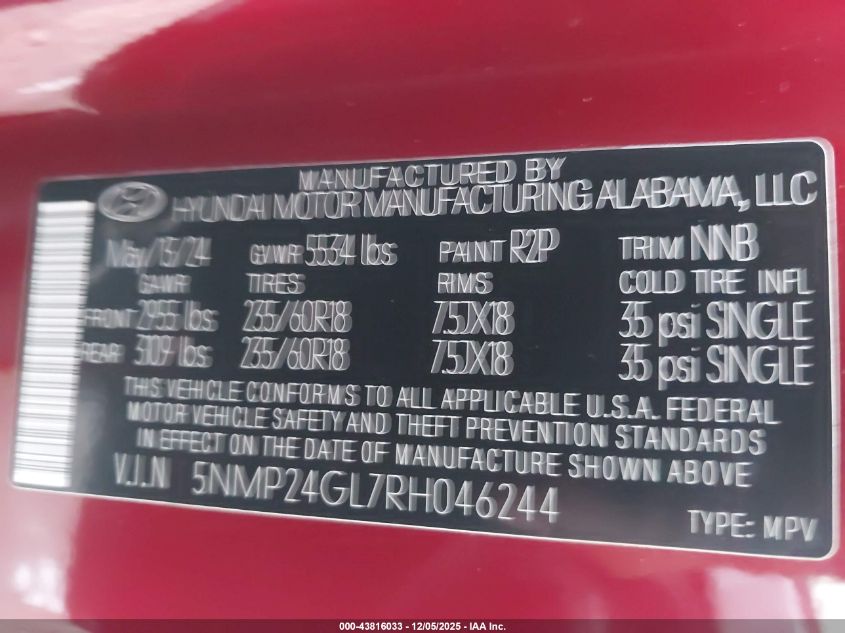 MANUFACTURED BY
HYUNDAI MOTOR MANUFACTURING ALABAMA, LLC
May/13/24 GVWR 5534 lbs PAINT R2P TRIM NNB
GAWR TIRES RIMS COLD TIRE INFL
FRONT 2955 lbs 235/60R18 7.5JX18 35 psi SINGLE
REAR 3109 lbs 235/60R18 7.5JX18 35 psi SINGLE
THIS VEHICLE CONFORMS TO ALL APPLICABLE U.S.A. FEDERAL
MOTOR VEHICLE SAFETY AND THEFT PREVENTION STANDARDS
IN EFFECT ON THE DATE OF MANUFACTURE SHOWN ABOVE
V.I.N 5NMP24GL7RH046244
TYPE: MPV
000-43816033 - 12/05/2025 - IAA Inc.